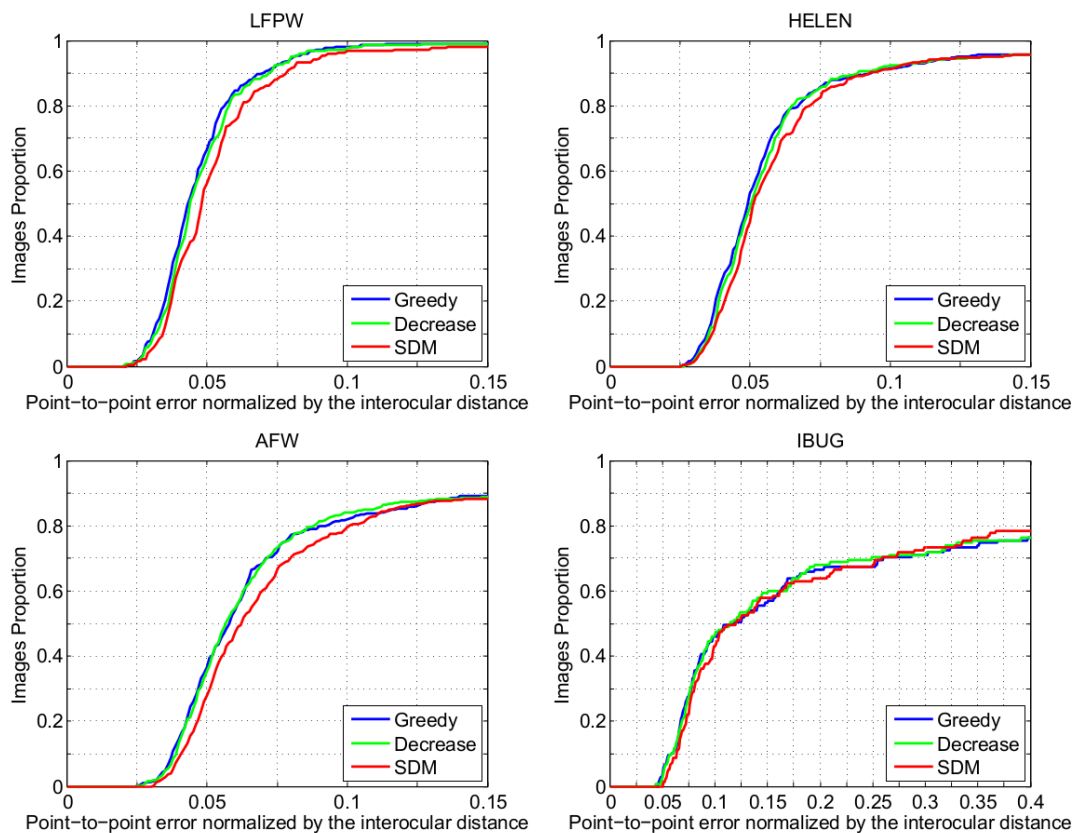 LFPW
1
0.8
0.6
0.4
0.2
0
Images Proportion
Greedy
Decrease
SDM
0 0.05 0.1 0.15
Point-to-point error normalized by the interocular distance
HELEN
1
0.8
0.6
0.4
0.2
0
Images Proportion
Greedy
Decrease
SDM
0 0.05 0.1 0.15
Point-to-point error normalized by the interocular distance
AFW
1
0.8
0.6
0.4
0.2
0
Images Proportion
Greedy
Decrease
SDM
0 0.05 0.1 0.15
Point-to-point error normalized by the interocular distance
IBUG
1
0.8
0.6
0.4
0.2
0
Images Proportion
Greedy
Decrease
SDM
0 0.05 0.1 0.15 0.2 0.25 0.3 0.35 0.4
Point-to-point error normalized by the interocular distance